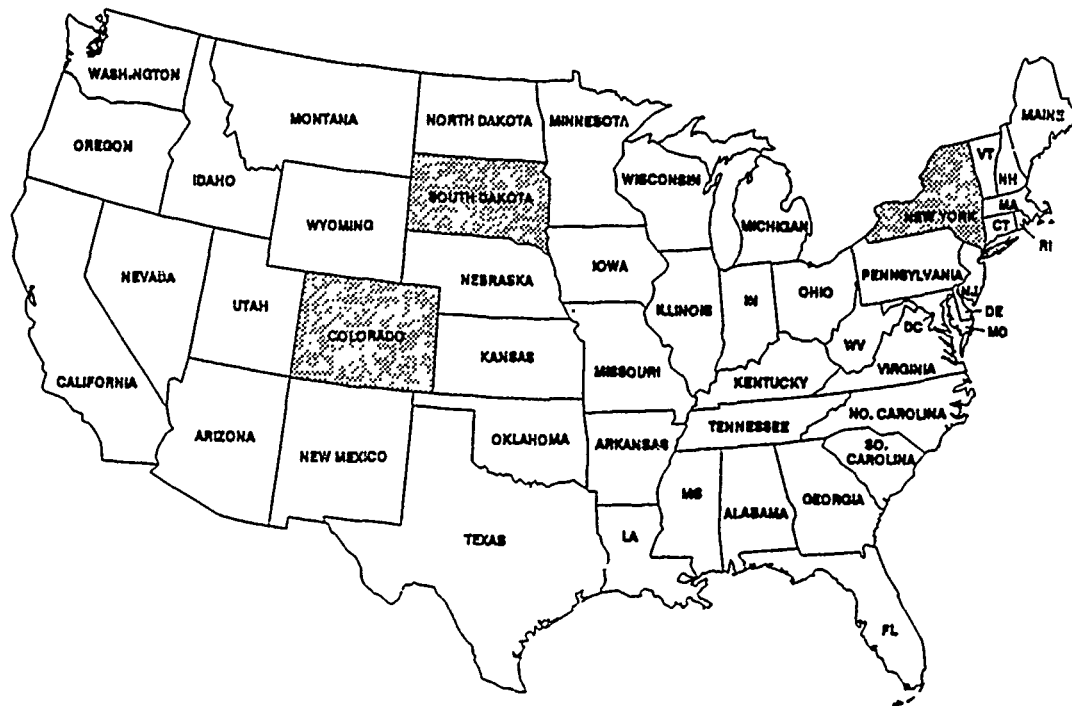 WASHINGTON
MONTANA
NORTH DAKOTA
MINNESOTA
MAINE
OREGON
VT
IDAHO
WISCONSIN
NH
SOUTH DAKOTA
MA
WYOMING
NEW YORK
MICHIGAN
CT
RI
IOWA
NEVADA
NEBRASKA
PENNSYLVANIA
UTAH
OHIO
NJ
ILLINOIS
IN
DE
COLORADO
DC
MO
WV
KANSAS
VIRGINIA
MISSOURI
CALIFORNIA
KENTUCKY
NO. CAROLINA
TENNESSEE
ARIZONA
OKLAHOMA
ARKANSAS
SO.
CAROLINA
NEW MEXICO
MS
GEORGIA
ALABAMA
TEXAS
LA
FL